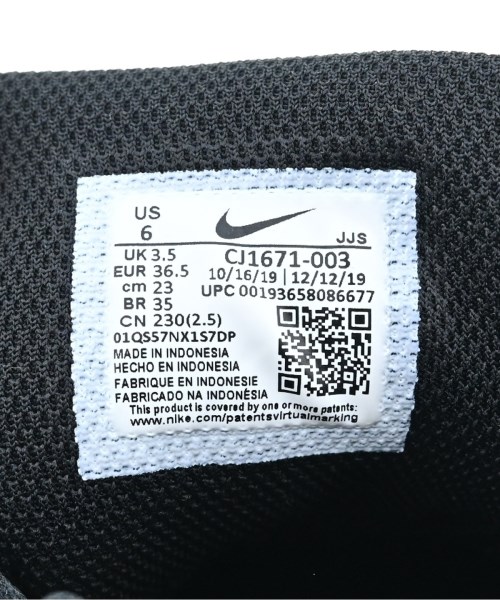 US
6
JJS
UK 3.5
EUR 36.5
cm 23
BR 35
CN 230(2.5)
CJ1671-003
10/16/19 | 12/12/19
UPC 00193658086677
01QS57NX1S7DP
MADE IN INDONESIA
HECHO EN INDONESIA
FABRIQUE EN INDONESIE
FABRICADO NA INDONÉSIA
This product is covered by one or more patents:
www.nike.com/patentsvirtualmarking